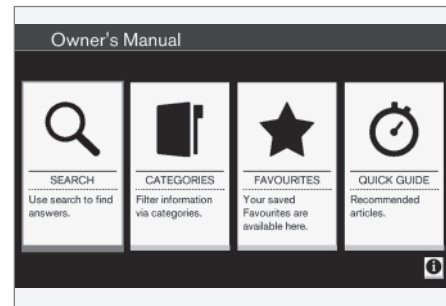 Owner's Manual
SEARCH
Use search to find
answers.
CATEGORIES
Filter information
via categories.
FAVOURITES
Your saved
Favourites are
available here.
QUICK GUIDE
Recommended
articles.